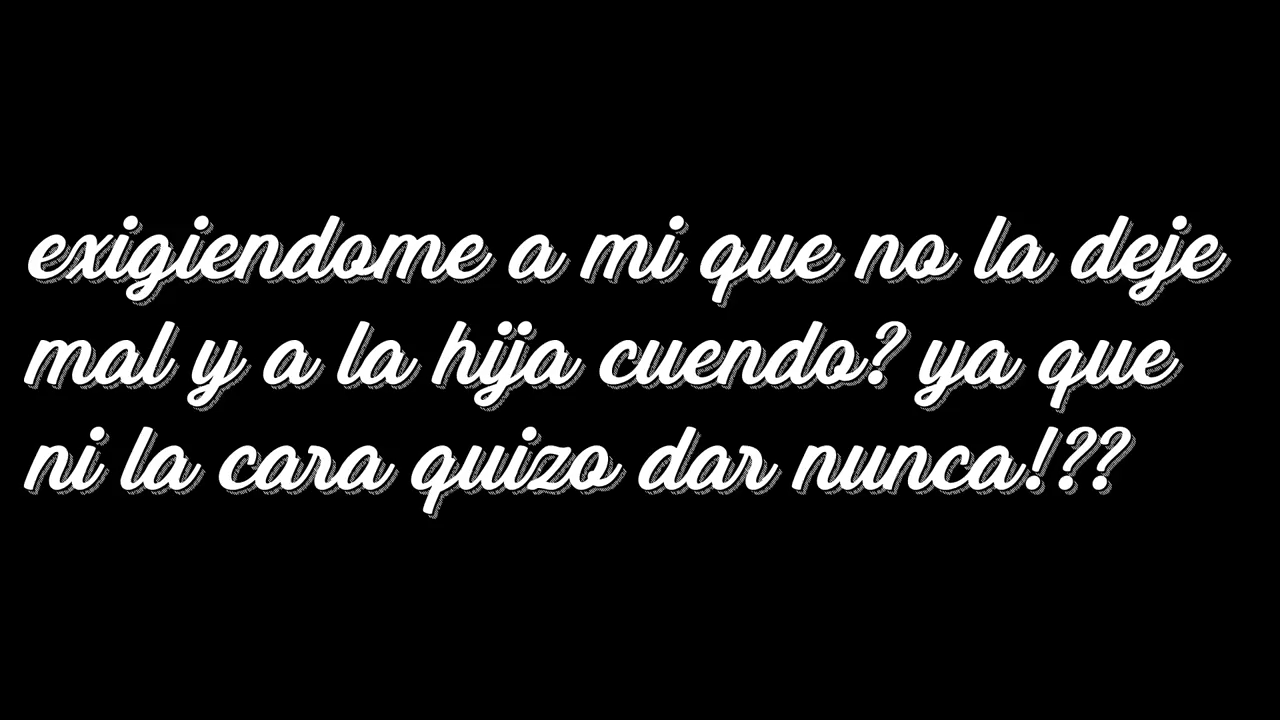 exigiendome a mi que no la deje
mal y a la hija cuendo? ya que
ni la cara quizo dar nunca!??